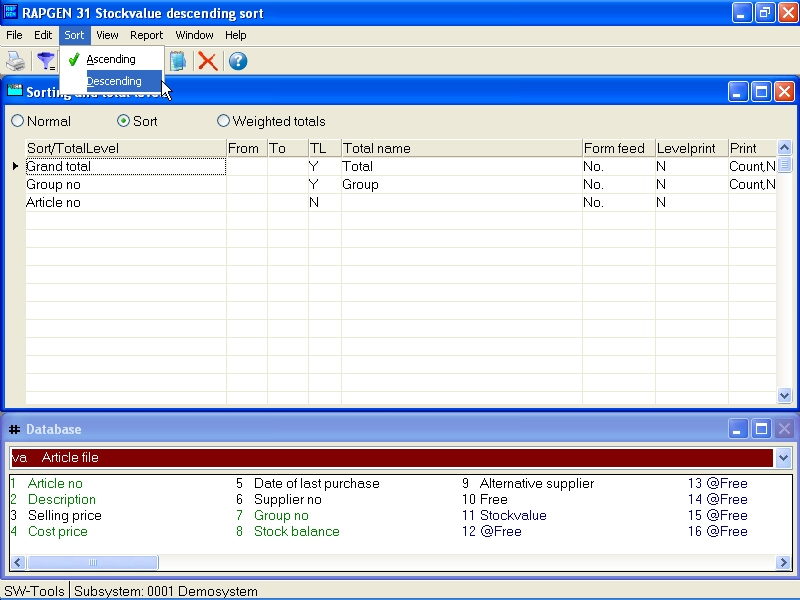 RAPGEN 31 Stockvalue descending sort
File Edit Sort View Report Window Help
Ascending
Descending
Sorting and total levels
Normal Sort Weighted totals
Sort/TotalLevel From To TL Total name Form feed Levelprint Print
Grand total Y Total No. N Count,N
Group no Y Group No. N Count,N
Article no N No. N
# Database
va Article file
1 Article no 5 Date of last purchase 9 Alternative supplier 13 @Free
2 Description 6 Supplier no 10 Free 14 @Free
3 Selling price 7 Group no 11 Stockvalue 15 @Free
4 Cost price 8 Stock balance 12 @Free 16 @Free
SW-Tools Subsystem: 0001 Demosystem